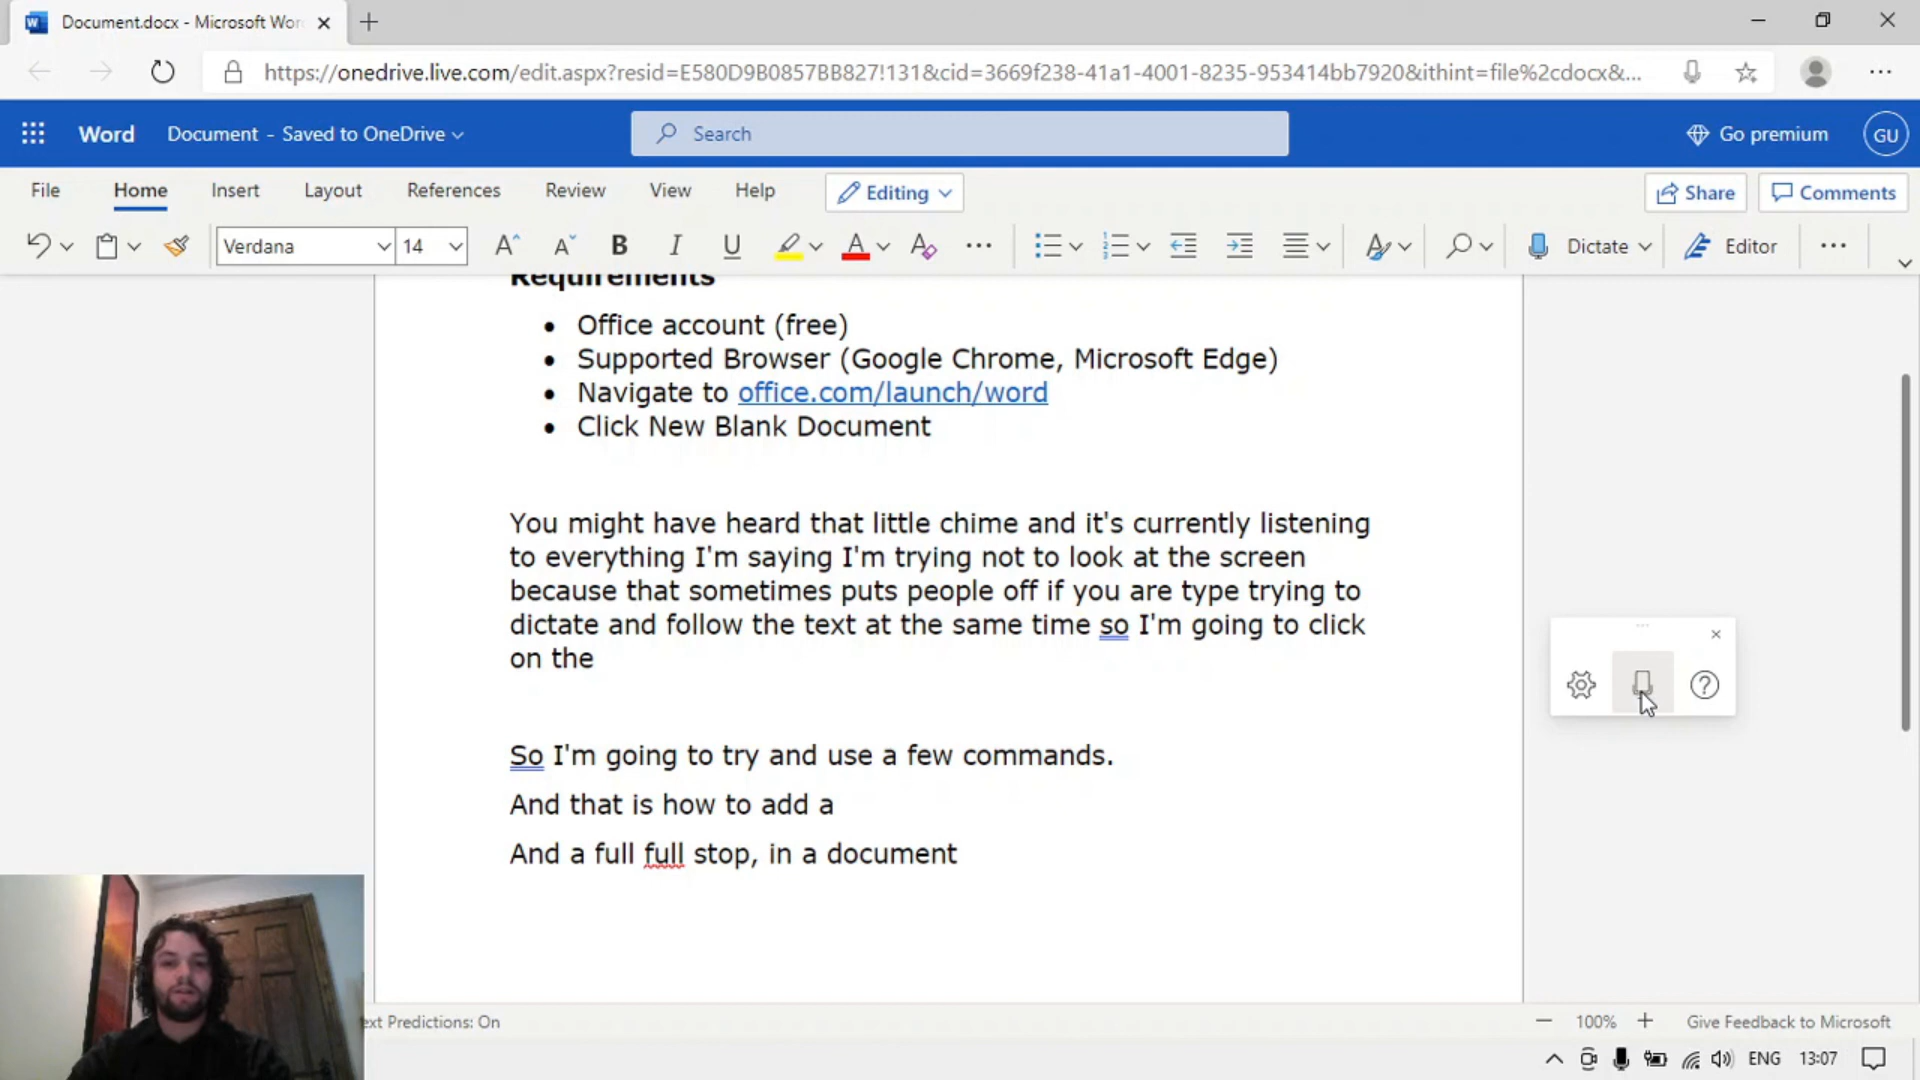 Document.docx - Microsoft Wor
https://onedrive.live.com/edit.aspx?resid=E580D9B0857BB827!131&cid=3669f238-41a1-4001-8235-953414bb7920&ithint=file%2cdocx&...
Word Document - Saved to OneDrive Search Go premium GU
File Home Insert Layout References Review View Help Editing Share Comments
Verdana 14 A A B I U A A Dictate Editor
Requirements
• Office account (free)
• Supported Browser (Google Chrome, Microsoft Edge)
• Navigate to office.com/launch/word
• Click New Blank Document
You might have heard that little chime and it's currently listening
to everything I'm saying I'm trying not to look at the screen
because that sometimes puts people off if you are type trying to
dictate and follow the text at the same time so I'm going to click
on the
So I'm going to try and use a few commands.
And that is how to add a
And a full full stop, in a document
ext Predictions: On 100% Give Feedback to Microsoft
ENG 13:07